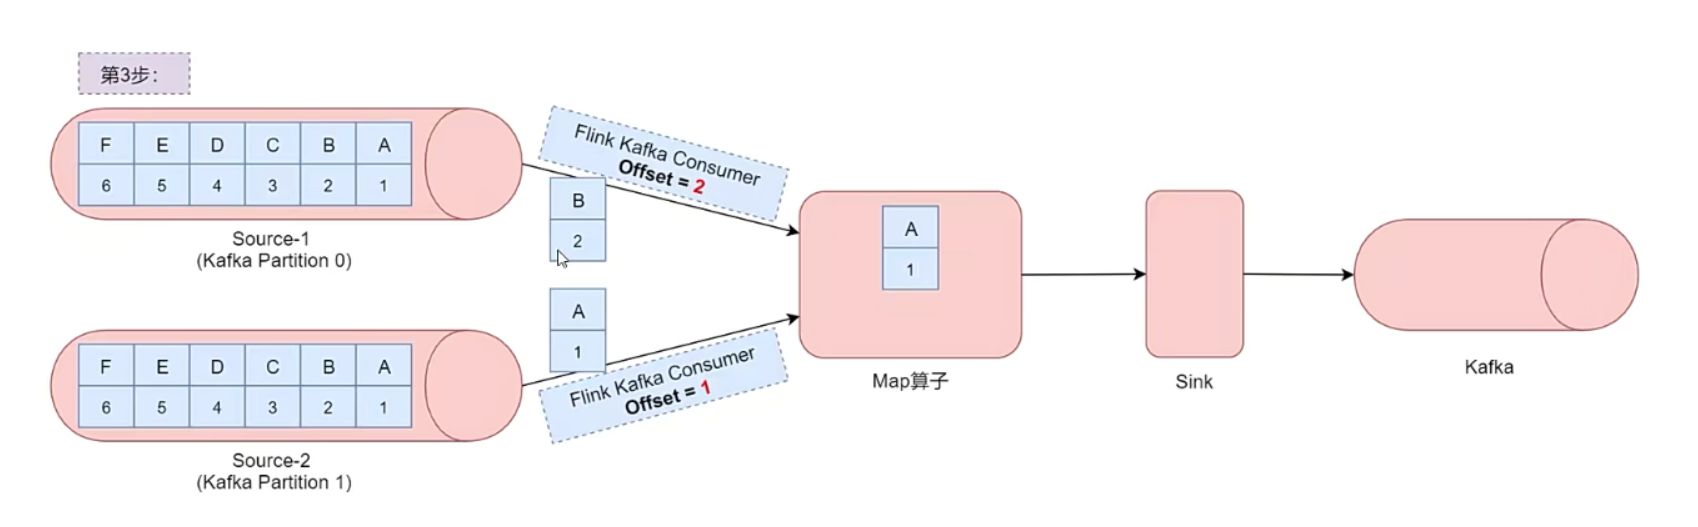 第3步：
F E D C B A
6 5 4 3 2 1
Source-1
(Kafka Partition 0)
Flink Kafka Consumer
Offset = 2
B
2
A
1
Flink Kafka Consumer
Offset = 1
F E D C B A
6 5 4 3 2 1
Source-2
(Kafka Partition 1)
A
1
Map算子
Sink
Kafka